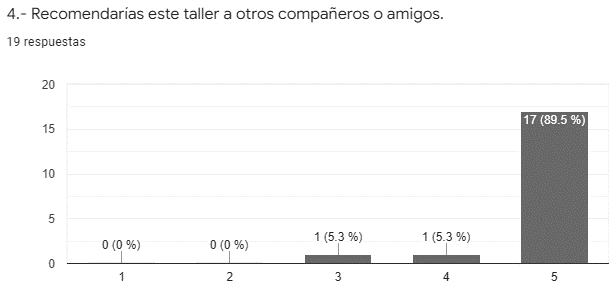 4.- Recomendarías este taller a otros compañeros o amigos.
19 respuestas
20
15
10
5
0
0 (0 %)
0 (0 %)
1 (5.3 %)
1 (5.3 %)
17 (89.5 %)
1
2
3
4
5